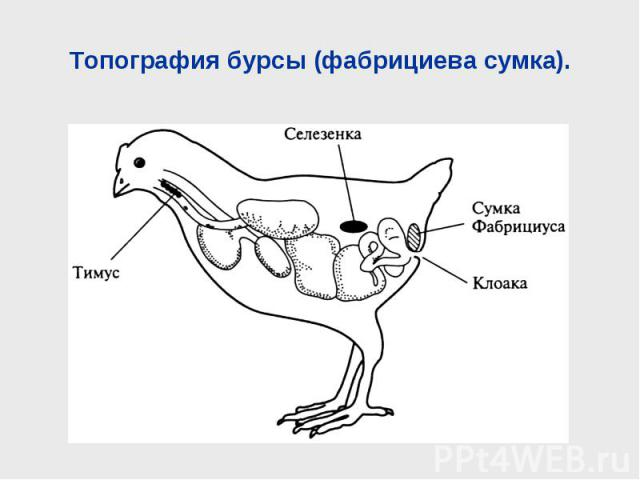 Топография бурсы (фабрициева сумка).
Селезенка
Сумка
Фабрициуса
Тимус
Клоака
PPt4WEB.ru